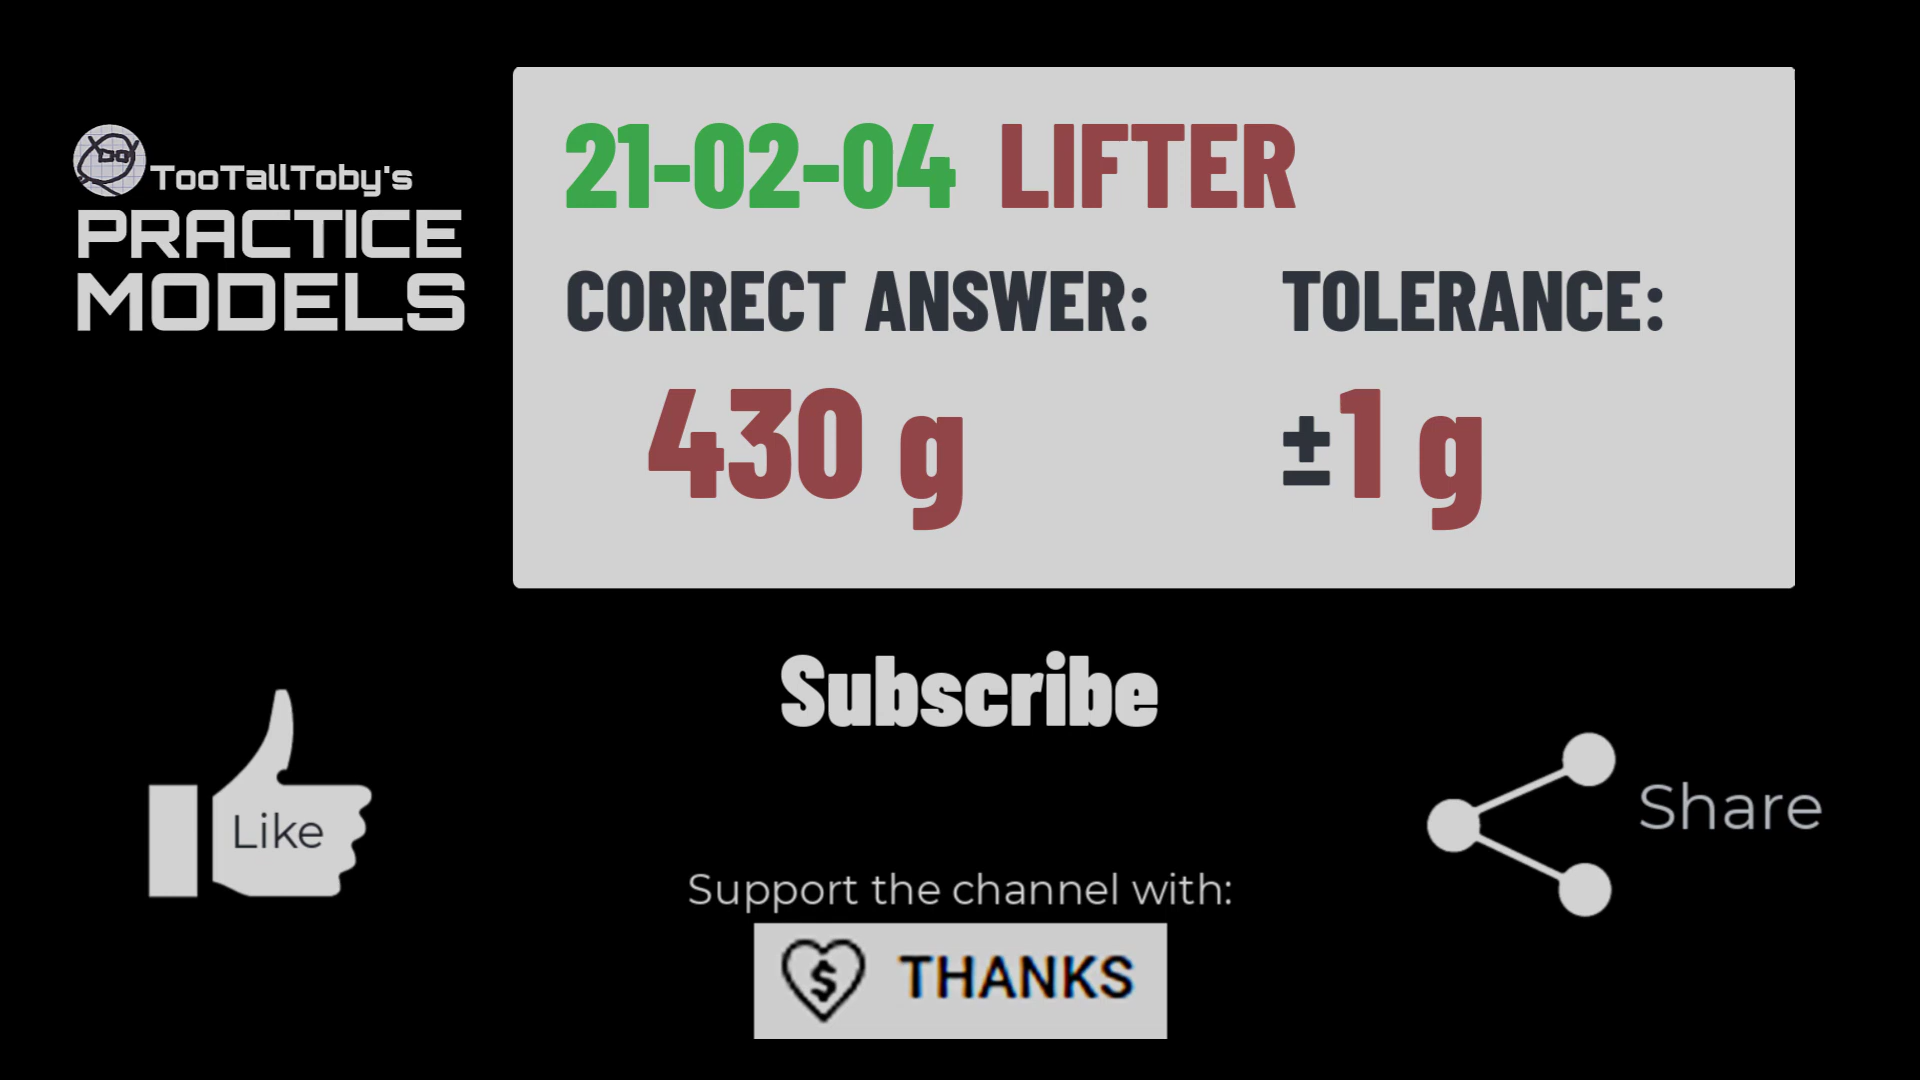 TooTallToby's
PRACTICE
MODELS
21-02-04 LIFTER
CORRECT ANSWER: TOLERANCE:
430 g ±1 g
Subscribe
Like
Share
Support the channel with:
$ THANKS